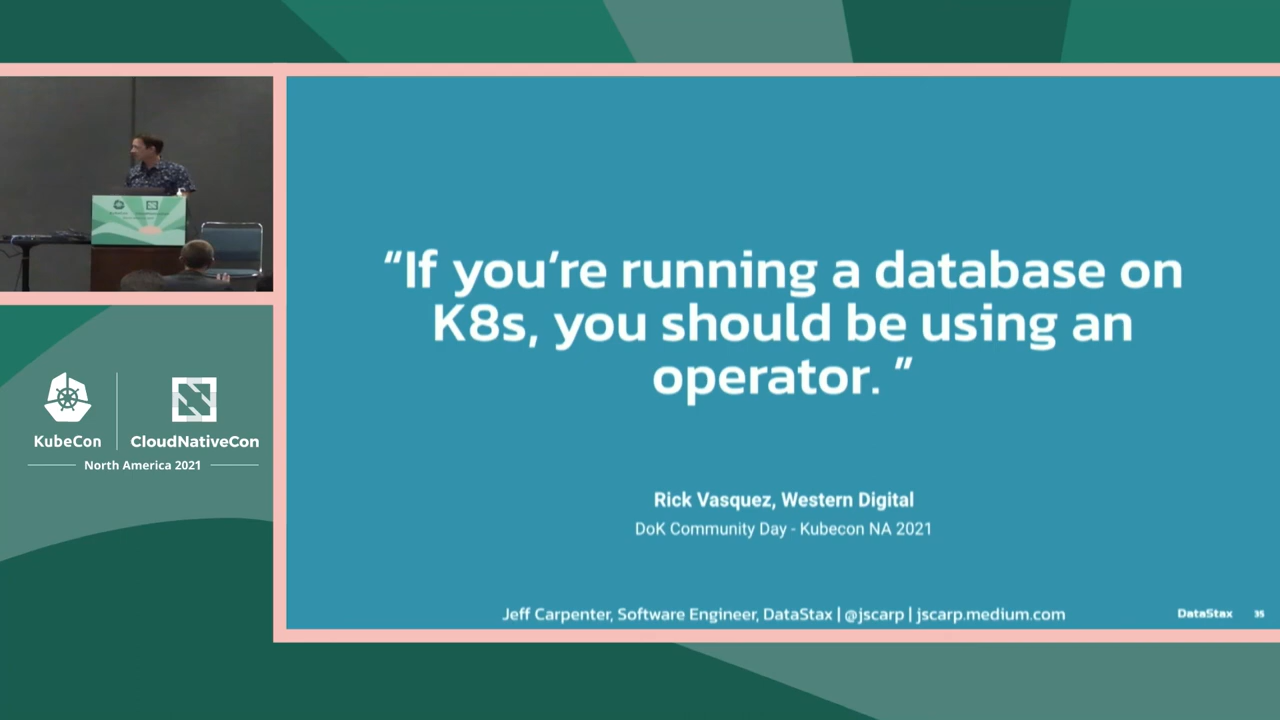 “If you’re running a database on
K8s, you should be using an
operator. ”
Rick Vasquez, Western Digital
DoK Community Day - Kubecon NA 2021
Jeff Carpenter, Software Engineer, DataStax | @jscarp | jscarp.medium.com
DataStax 35
KubeCon
CloudNativeCon
North America 2021